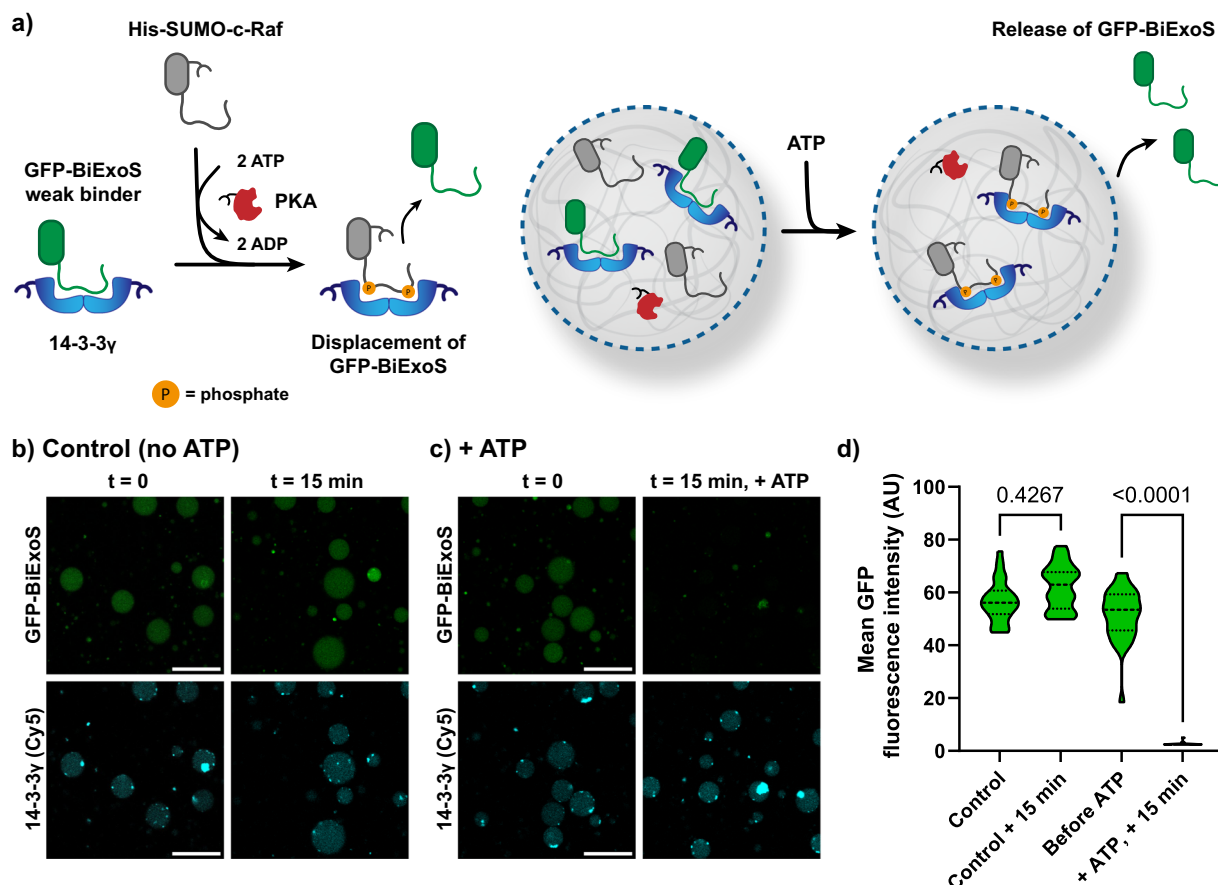 a)
His-SUMO-c-Raf
GFP-BiExoS
weak binder
2 ATP
PKA
2 ADP
14-3-3γ
P
P
Displacement of
GFP-BiExoS
P = phosphate
ATP
P
P
P
P
Release of GFP-BiExoS
b) Control (no ATP)
t = 0
t = 15 min
GFP-BiExoS
14-3-3γ (Cy5)
c) + ATP
t = 0
t = 15 min, + ATP
GFP-BiExoS
14-3-3γ (Cy5)
d)
Mean GFP
fluorescence intensity (AU)
100
80
60
40
20
0
0.4267
<0.0001
Control
Control + 15 min
Before ATP
+ ATP, + 15 min